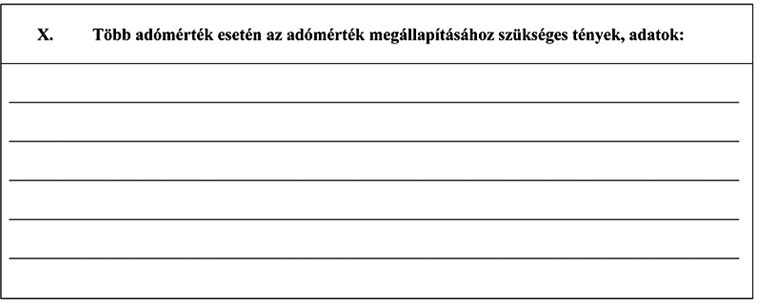 X. Több adómérték esetén az adómérték megállapításához szükséges tények, adatok: